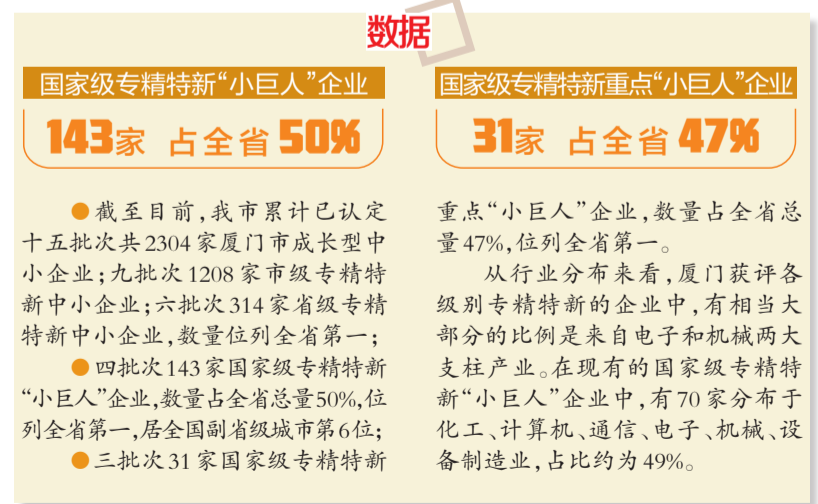 数据
国家级专精特新“小巨人”企业
143家 占全省50%
国家级专精特新重点“小巨人”企业
31家 占全省47%
●截至目前,我市累计已认定
十五批次共2304家厦门市成长型中
小企业;九批次1208家市级专精特
新中小企业;六批次314家省级专精
特新中小企业,数量位列全省第一;
●四批次143家国家级专精特新
“小巨人”企业,数量占全省总量50%,位
列全省第一,居全国副省级城市第6位;
●三批次31家国家级专精特新
重点“小巨人”企业,数量占全省总
量47%,位列全省第一。
从行业分布来看,厦门获评各
级别专精特新的企业中,有相当大
部分的比例是来自电子和机械两大
支柱产业。在现有的国家级专精特
新“小巨人”企业中,有70家分布于
化工、计算机、通信、电子、机械、设
备制造业,占比约为49%。